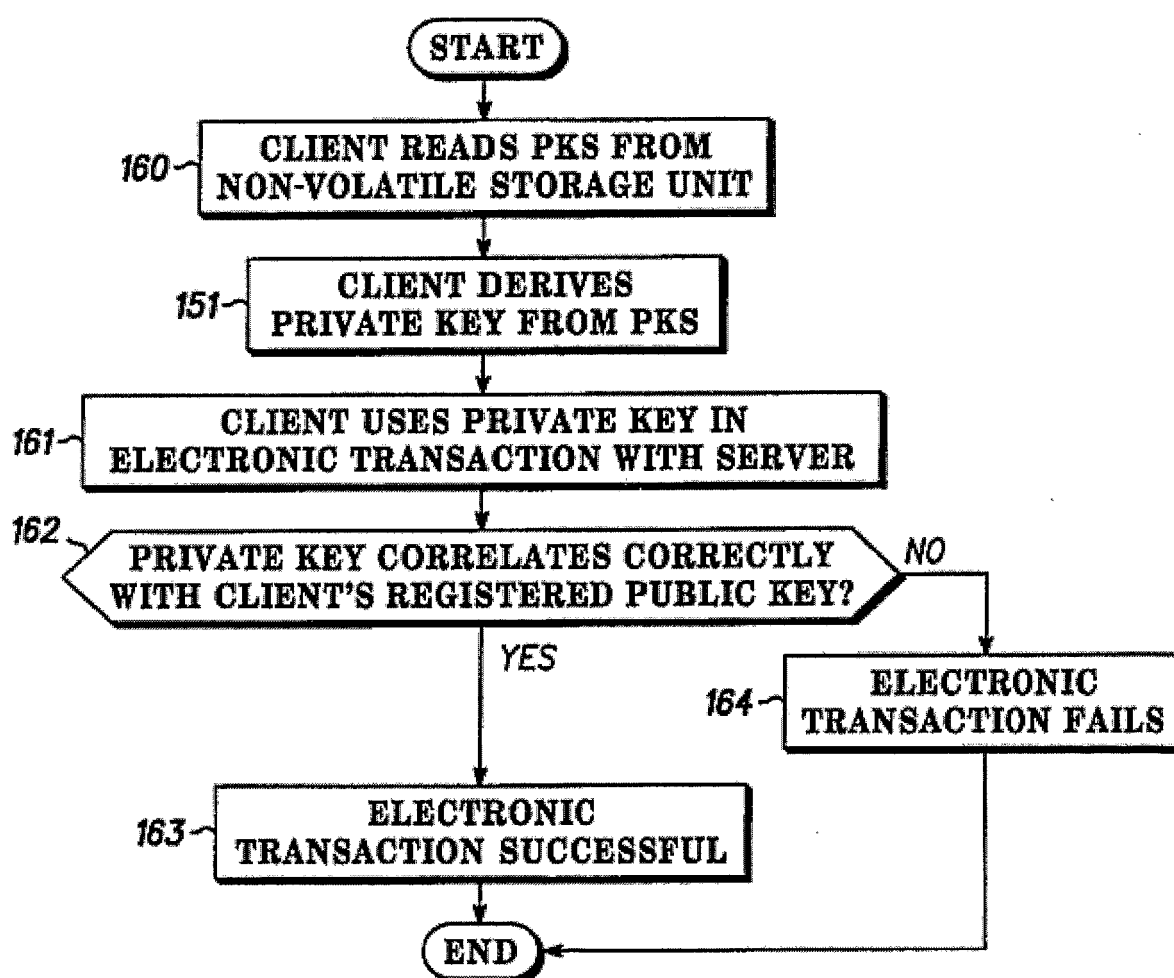 START
160
CLIENT READS PKS FROM
NON-VOLATILE STORAGE UNIT
151
CLIENT DERIVES
PRIVATE KEY FROM PKS
161
CLIENT USES PRIVATE KEY IN
ELECTRONIC TRANSACTION WITH SERVER
162
PRIVATE KEY CORRELATES CORRECTLY
WITH CLIENT'S REGISTERED PUBLIC KEY?
NO
YES
164
ELECTRONIC
TRANSACTION FAILS
163
ELECTRONIC
TRANSACTION SUCCESSFUL
END